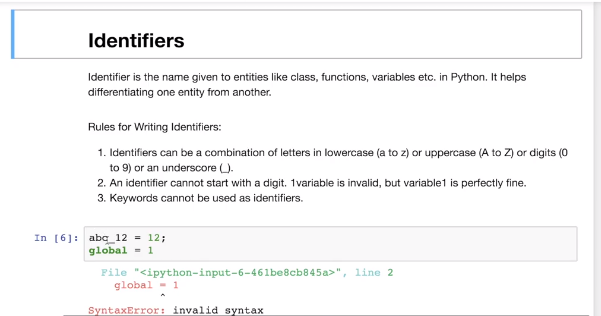 Identifiers
Identifier is the name given to entities like class, functions, variables etc. in Python. It helps
differentiating one entity from another.
Rules for Writing Identifiers:
1. Identifiers can be a combination of letters in lowercase (a to z) or uppercase (A to Z) or digits (0
to 9) or an underscore (_).
2. An identifier cannot start with a digit. 1variable is invalid, but variable1 is perfectly fine.
3. Keywords cannot be used as identifiers.
In [6]: abc_12 = 12;
global = 1
File "<ipython-input-6-461be8cb845a>", line 2
global = 1
^
SyntaxError: invalid syntax